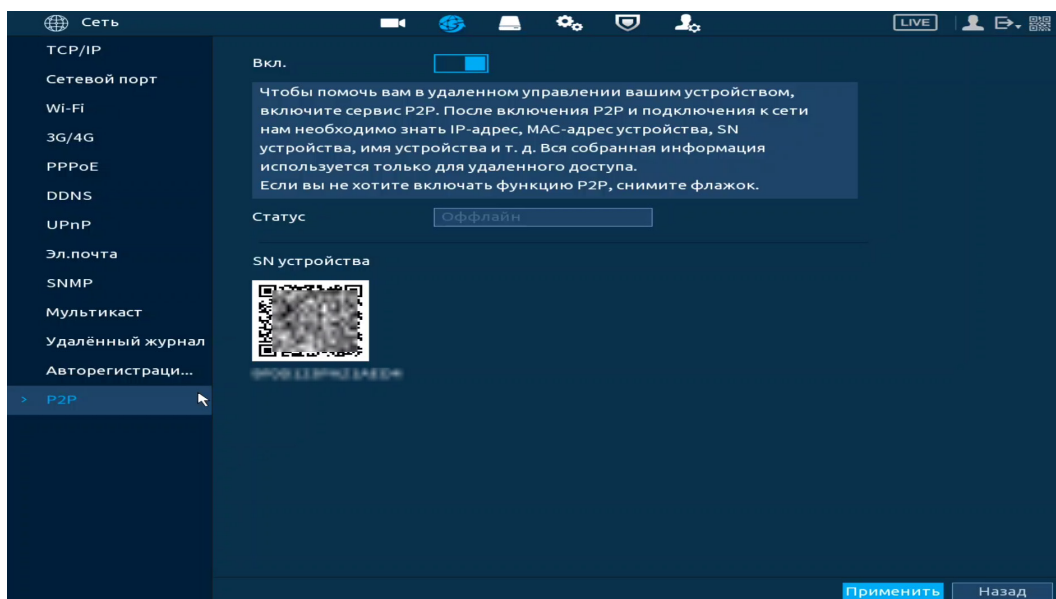 Сеть
LIVE
TCP/IP
Сетевой порт
Wi-Fi
3G/4G
PPPoE
DDNS
UPnP
Эл.почта
SNMP
Мультикаст
Удалённый журнал
Авторегистраци...
P2P
Вкл.
Чтобы помочь вам в удаленном управлении вашим устройством,
включите сервис P2P. После включения P2P и подключения к сети
нам необходимо знать IP-адрес, MAC-адрес устройства, SN
устройства, имя устройства и т. д. Вся собранная информация
используется только для удаленного доступа.
Если вы не хотите включать функцию P2P, снимите флажок.
Статус
Оффлайн
SN устройства
Применить
Назад